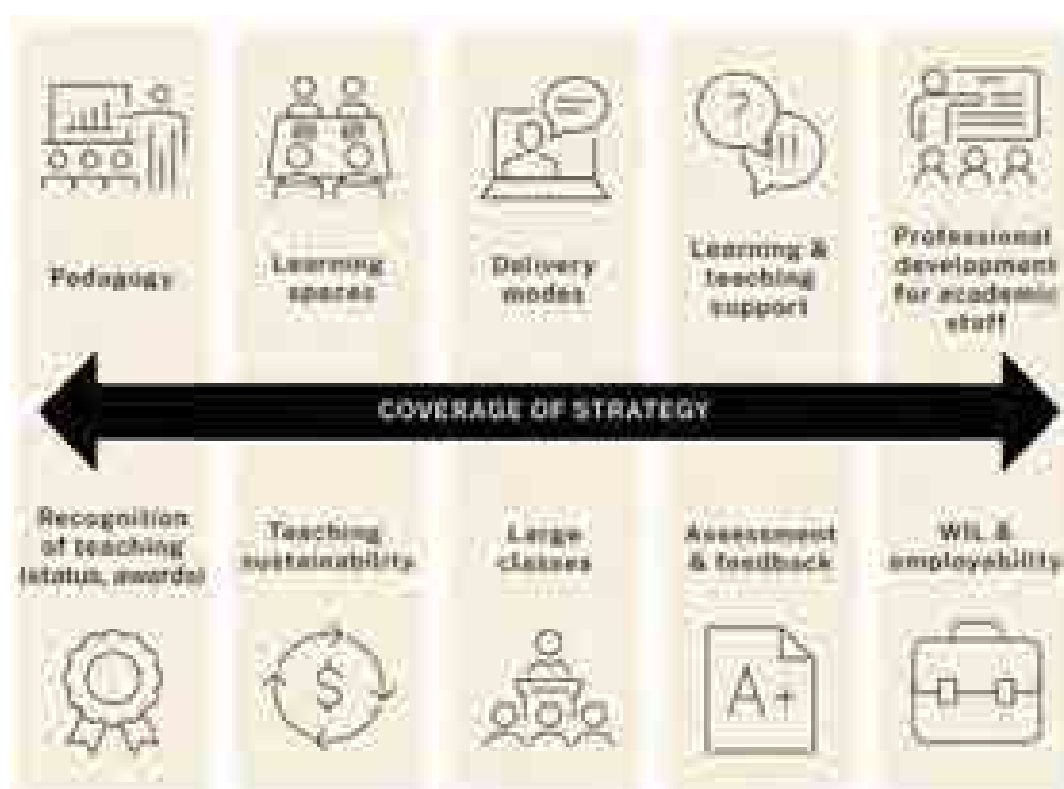 Pedagogy
Learning
spaces
Delivery
modes
Learning &
teaching
support
Professional
development
for academic
staff
COVERAGE OF STRATEGY
Recognition
of teaching
(status, awards)
Teaching
sustainability
Large
classes
Assessment
& feedback
WIL &
employability
?
$
A+